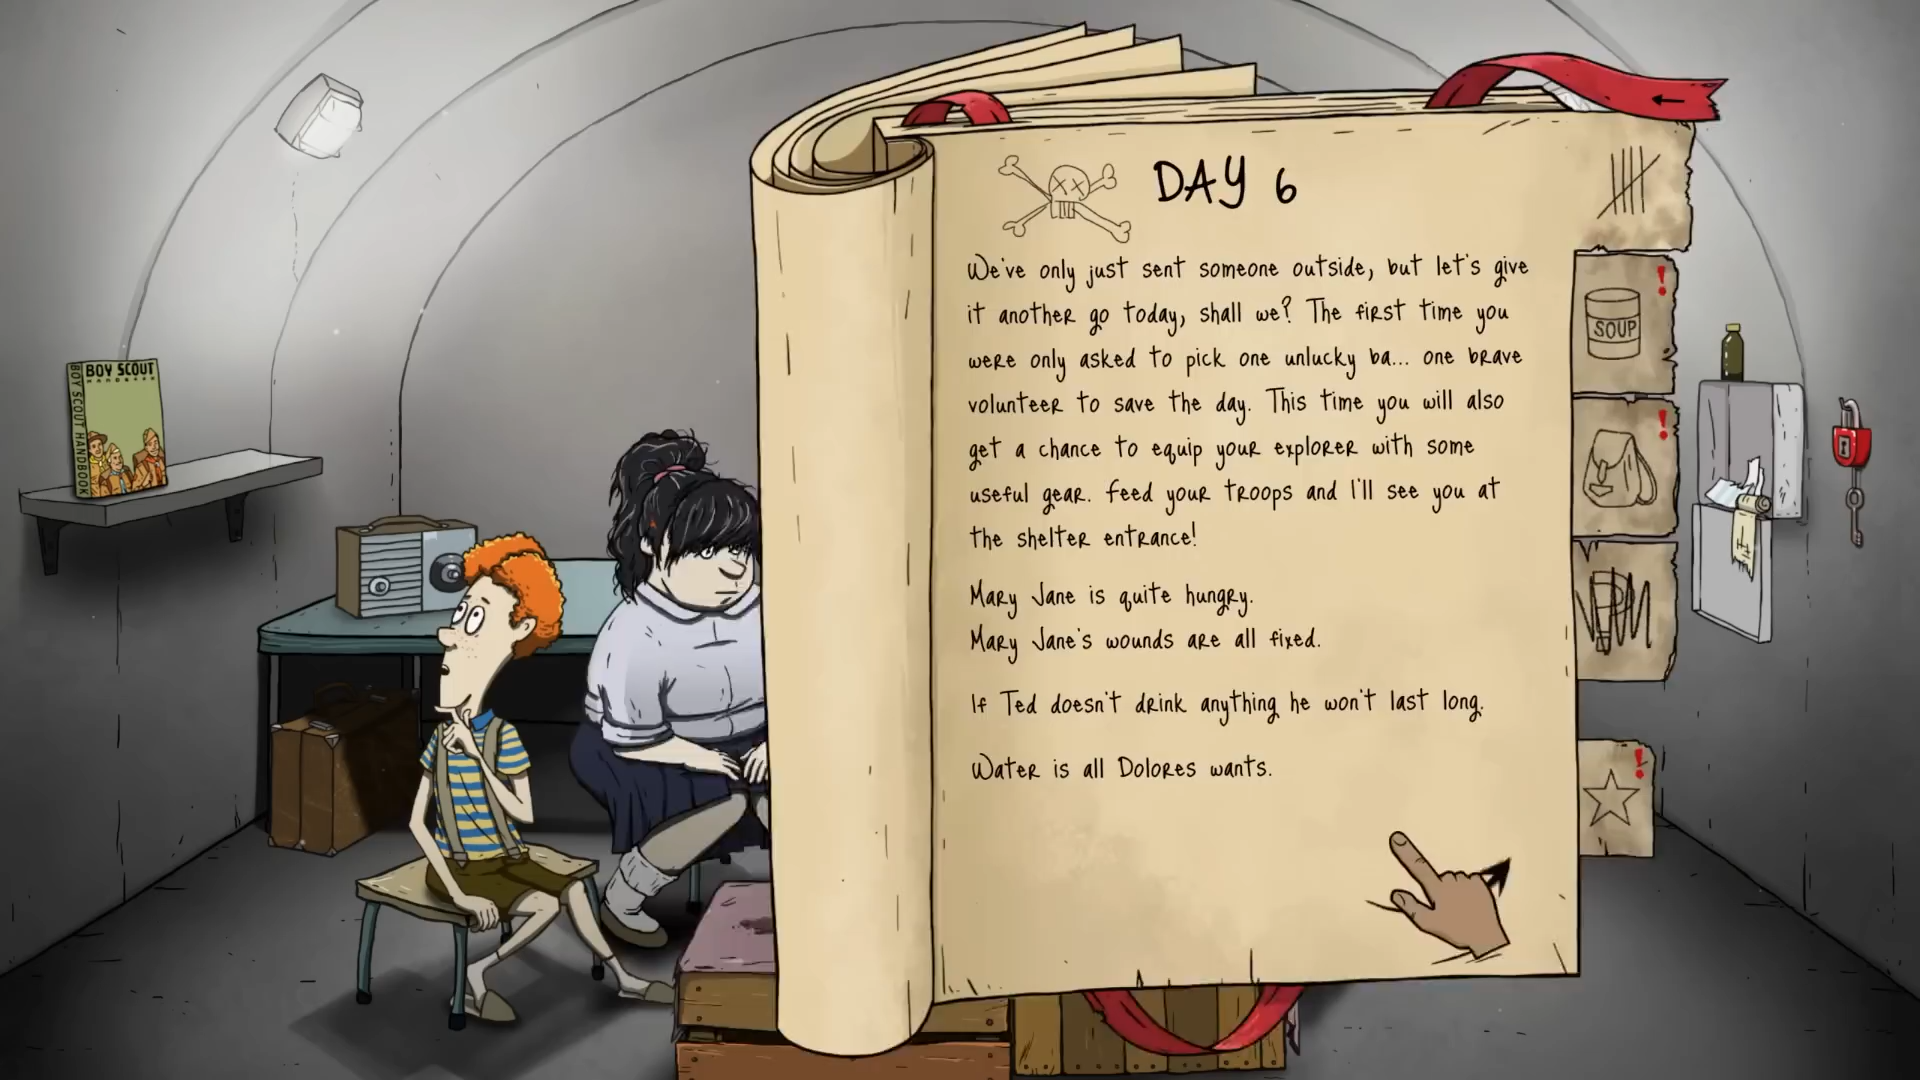 BOY SCOUT
HANDBOOK
BOY SCOUT HANDBOOK
DAY 6
We've only just sent someone outside, but let's give
it another go today, shall we? The first time you
were only asked to pick one unlucky ba... one brave
volunteer to save the day. This time you will also
get a chance to equip your explorer with some
useful gear. Feed your troops and I'll see you at
the shelter entrance!
Mary Jane is quite hungry.
Mary Jane's wounds are all fixed.
If Ted doesn't drink anything he won't last long.
Water is all Dolores wants.
!
SOUP
!
!